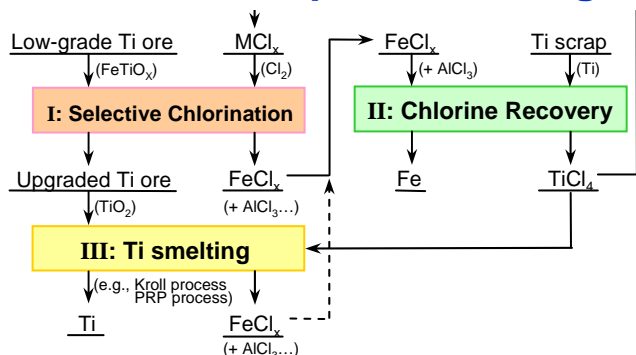 Low-grade Ti ore
MClₓ
FeClₓ
Ti scrap
(FeTiOₓ)
(Cl₂)
(+ AlCl₃)
(Ti)
I: Selective Chlorination
II: Chlorine Recovery
Upgraded Ti ore
FeClₓ
Fe
TiCl₄
(TiO₂)
(+ AlCl₃...)
III: Ti smelting
(e.g., Kroll process
PRP process)
Ti
FeClₓ
(+ AlCl₃...)